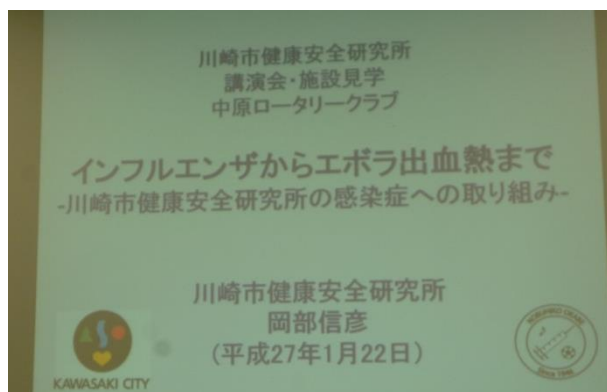 川崎市健康安全研究所
講演会・施設見学
中原ロータリークラブ
インフルエンザからエボラ出血熱まで
-川崎市健康安全研究所の感染症への取り組み-
川崎市健康安全研究所
岡部信彦
(平成27年1月22日)
KAWASAKI CITY
NOBUHIKO OKABE